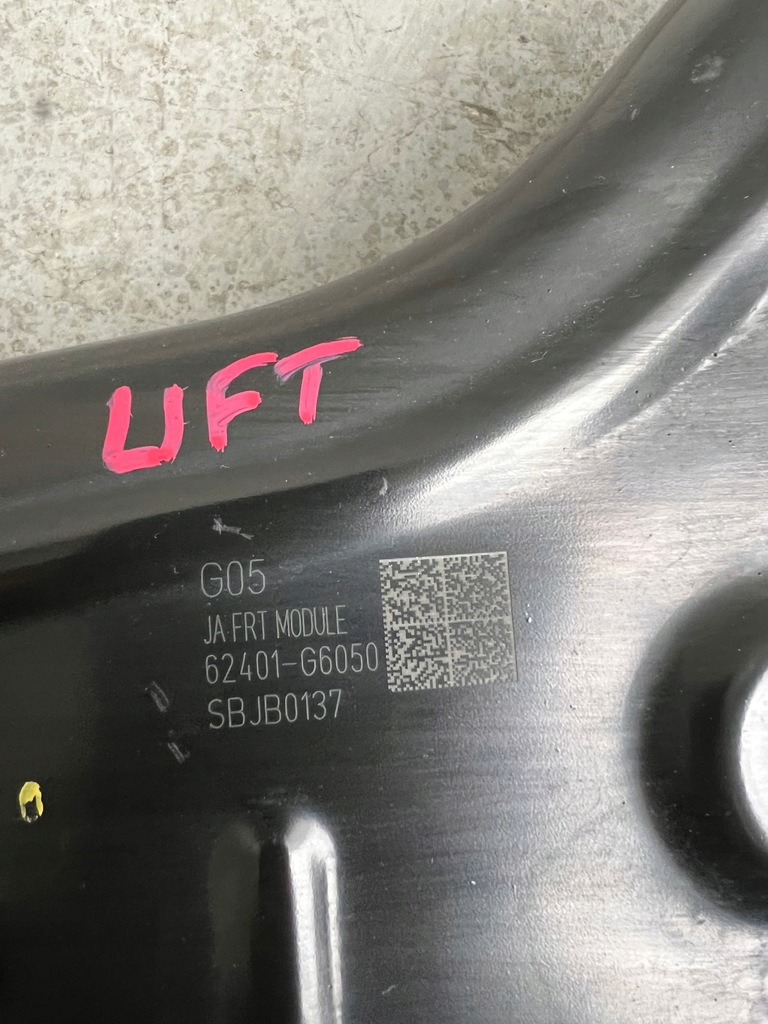 UFT
G05
JA FRT MODULE
62401-G6050
SBJB0137